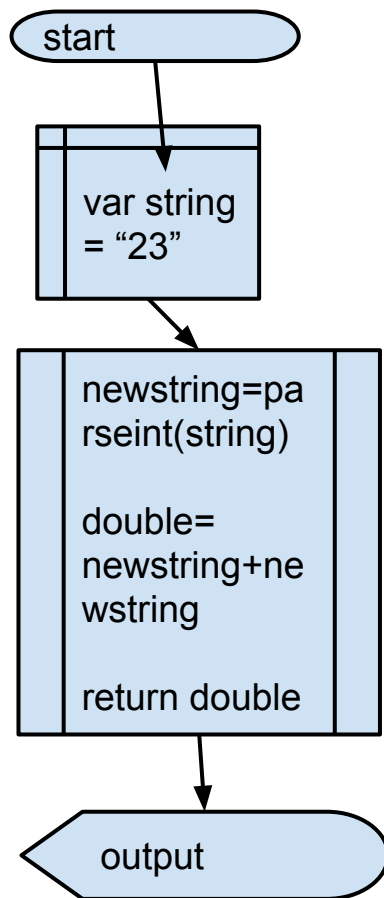 start
var string
= “23”
newstring=pa
rseint(string)
double=
newstring+ne
wstring
return double
output